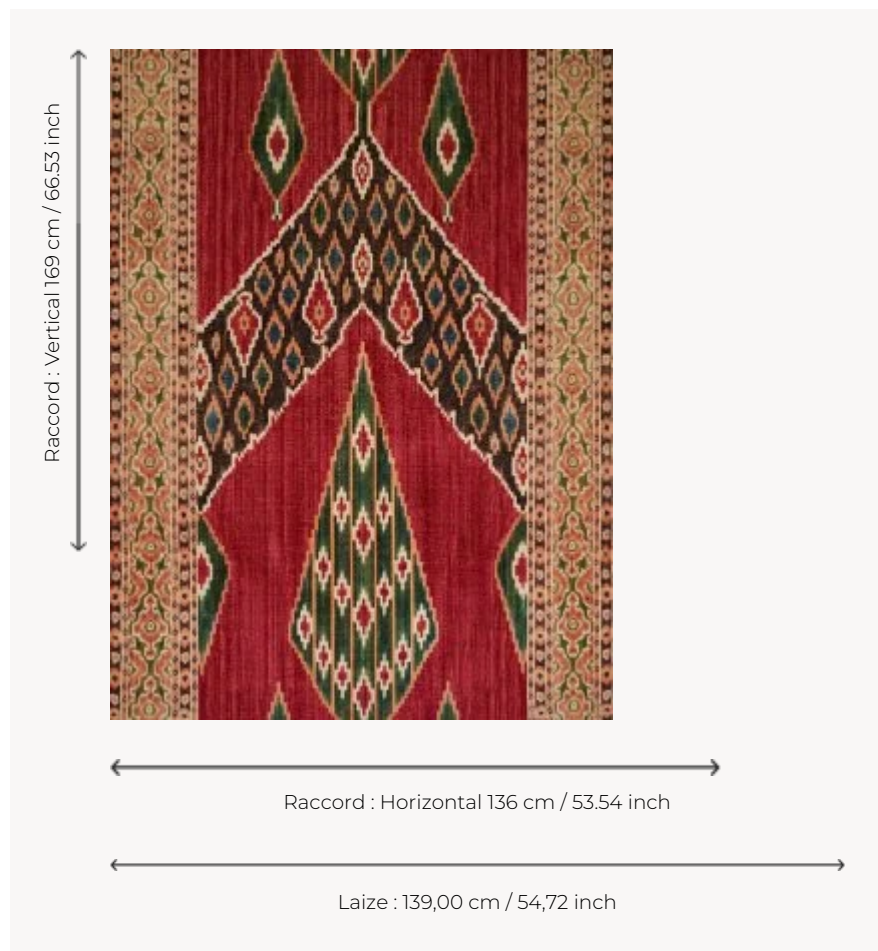 Raccord : Vertical 169 cm / 66.53 inch
Raccord : Horizontal 136 cm / 53.54 inch
Laize : 139,00 cm / 54,72 inch